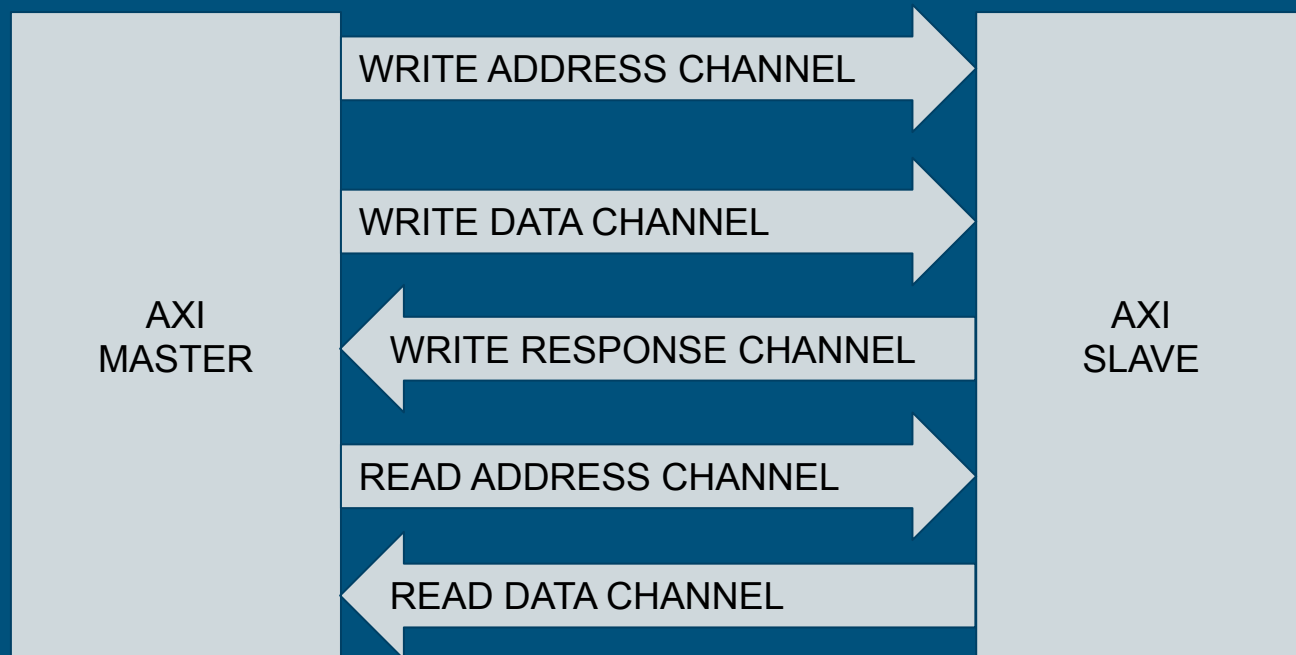 WRITE ADDRESS CHANNEL
WRITE DATA CHANNEL
AXI
MASTER
WRITE RESPONSE CHANNEL
AXI
SLAVE
READ ADDRESS CHANNEL
READ DATA CHANNEL